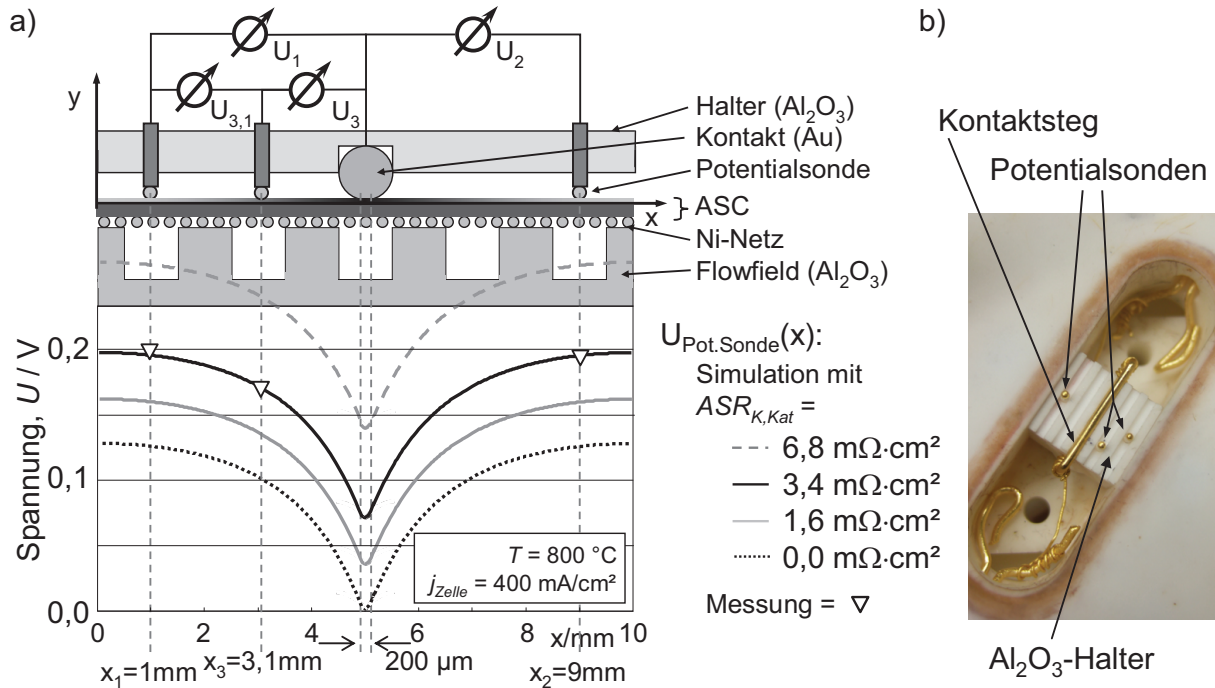 a)
U₁
U₂
U₃,₁
U₃
y
x
Halter (Al₂O₃)
Kontakt (Au)
Potentialsonde
ASC
Ni-Netz
Flowfield (Al₂O₃)
Spannung, U / V
0,2
0,1
0,0
T = 800 °C
j_Zelle = 400 mA/cm²
0
2
4
6
8
x/mm
10
x₁=1mm
x₃=3,1mm
200 µm
x₂=9mm
U_Pot.Sonde(x):
Simulation mit
ASR_K,Kat =
6,8 mΩ·cm²
3,4 mΩ·cm²
1,6 mΩ·cm²
0,0 mΩ·cm²
Messung = ▽
b)
Kontaktsteg
Potentialsonden
Al₂O₃-Halter